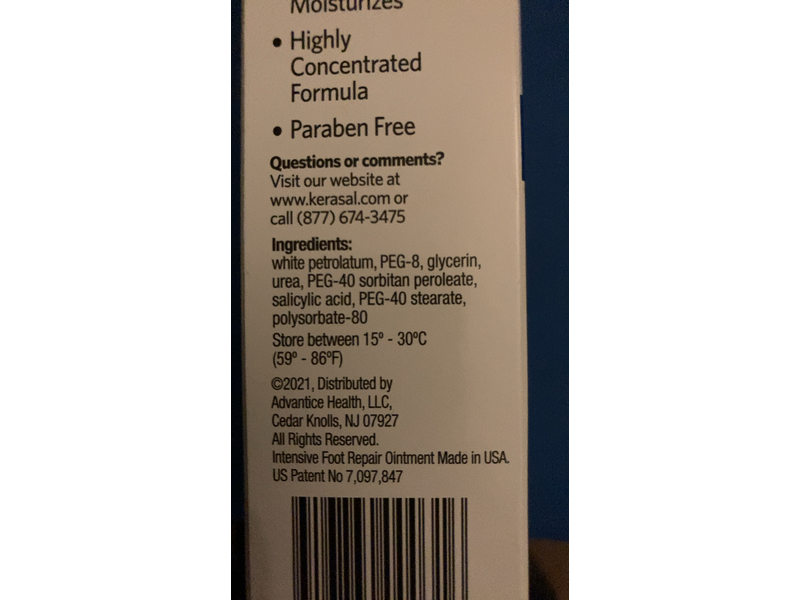 Moisturizes
• Highly
Concentrated
Formula
• Paraben Free
Questions or comments?
Visit our website at
www.kerasal.com or
call (877) 674-3475
Ingredients:
white petrolatum, PEG-8, glycerin,
urea, PEG-40 sorbitan peroleate,
salicylic acid, PEG-40 stearate,
polysorbate-80
Store between 15º - 30ºC
(59º - 86ºF)
©2021, Distributed by
Advantice Health, LLC,
Cedar Knolls, NJ 07927
All Rights Reserved.
Intensive Foot Repair Ointment Made in USA.
US Patent No 7,097,847